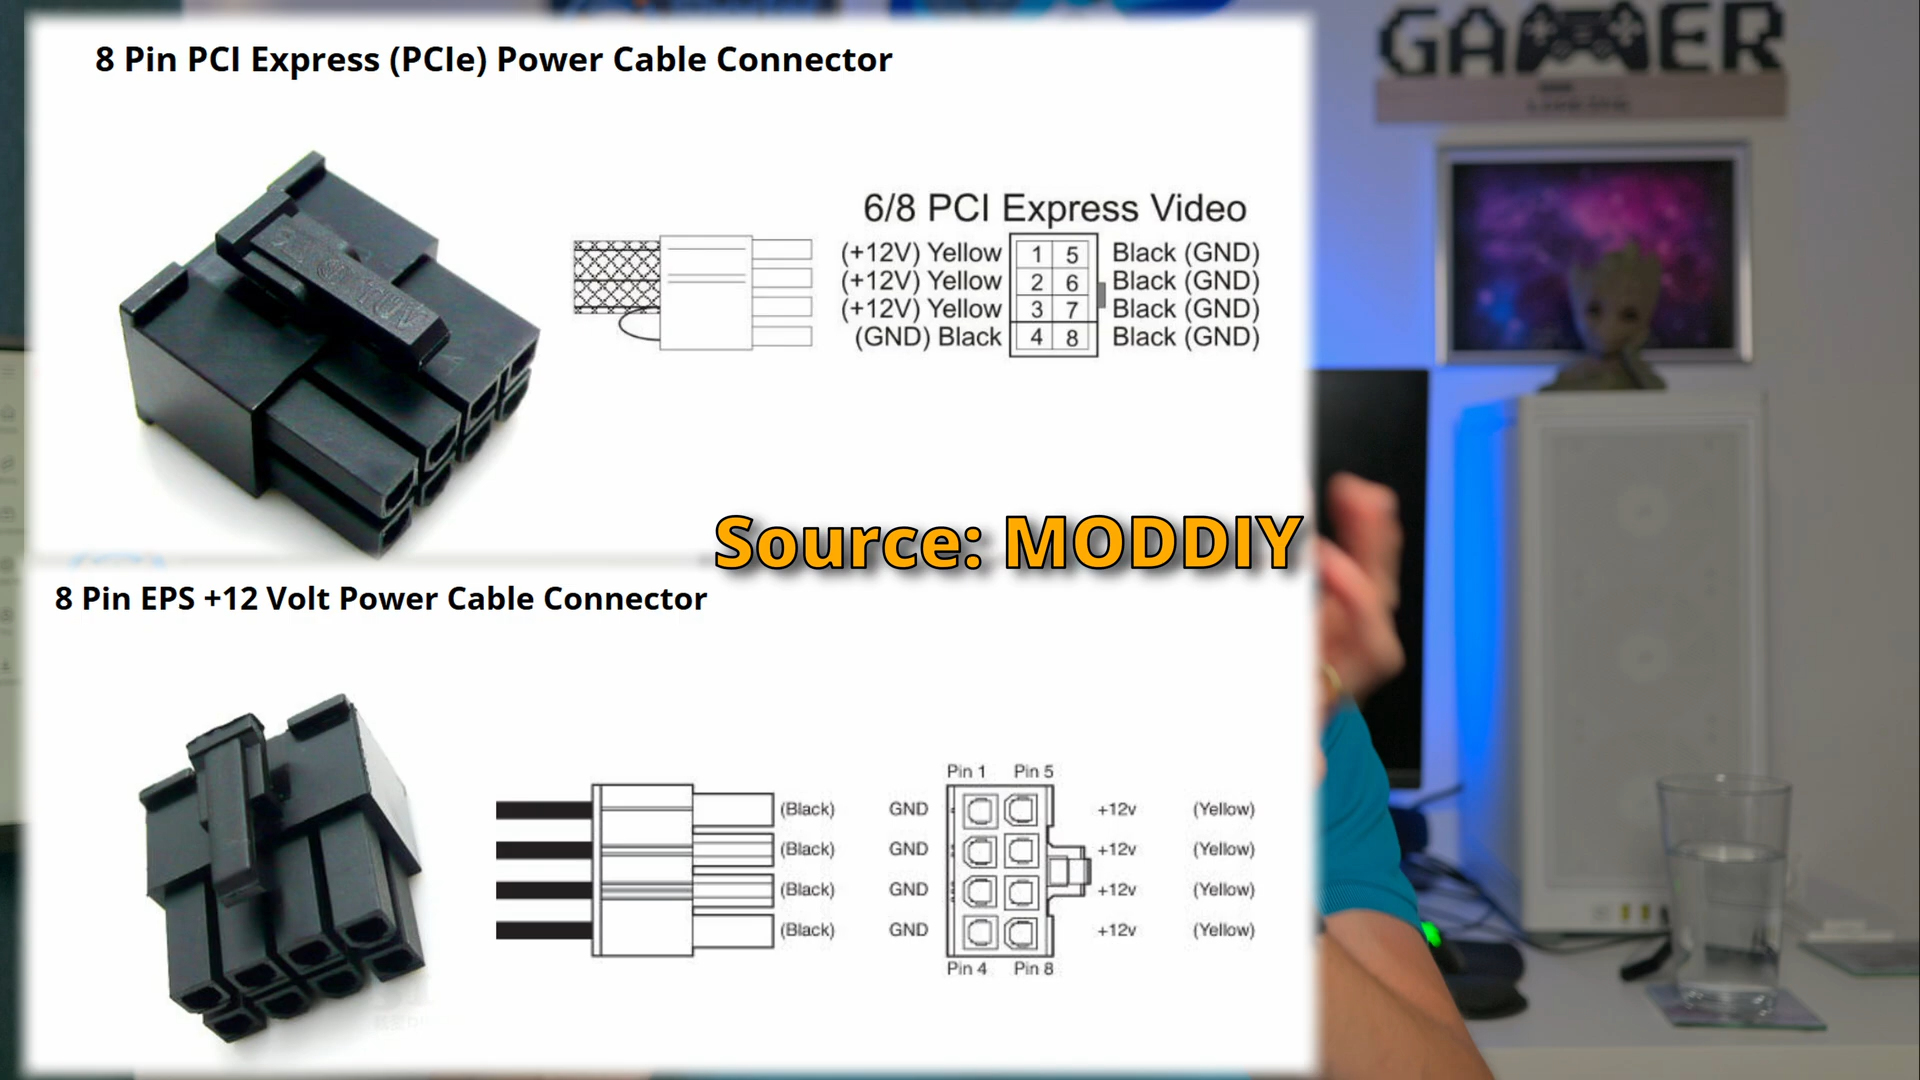 8 Pin PCI Express (PCIe) Power Cable Connector
GAMER
6/8 PCI Express Video
(+12V) Yellow 1 5 Black (GND)
(+12V) Yellow 2 6 Black (GND)
(+12V) Yellow 3 7 Black (GND)
(GND) Black 4 8 Black (GND)
Source: MODDIY
8 Pin EPS +12 Volt Power Cable Connector
Pin 1 Pin 5
(Black) GND +12v (Yellow)
(Black) GND +12v (Yellow)
(Black) GND +12v (Yellow)
(Black) GND +12v (Yellow)
Pin 4 Pin 8